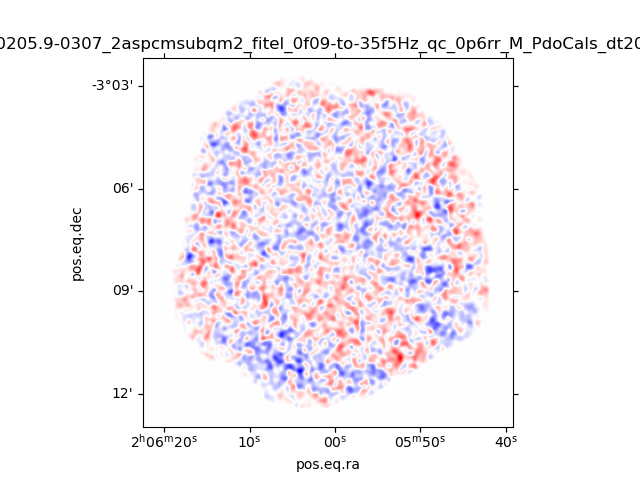 0205.9-0307_2aspcmsubqm2_fitel_0f09-to-35f5Hz_qc_0p6rr_M_PdoCals_dt20
-3°03'
06'
09'
12'
pos.eq.dec
2ʰ06ᵐ20ˢ 10ˢ 00ˢ 05ᵐ50ˢ 40ˢ
pos.eq.ra